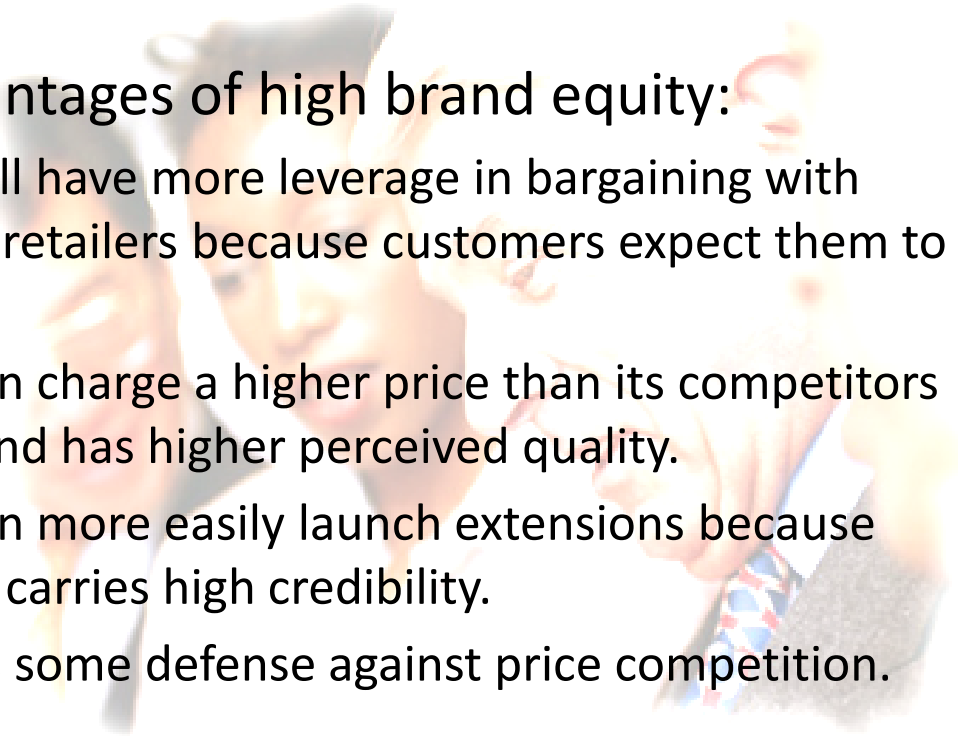 ntages of high brand equity:
ll have more leverage in bargaining with
retailers because customers expect them to
n charge a higher price than its competitors
nd has higher perceived quality.
n more easily launch extensions because
carries high credibility.
some defense against price competition.